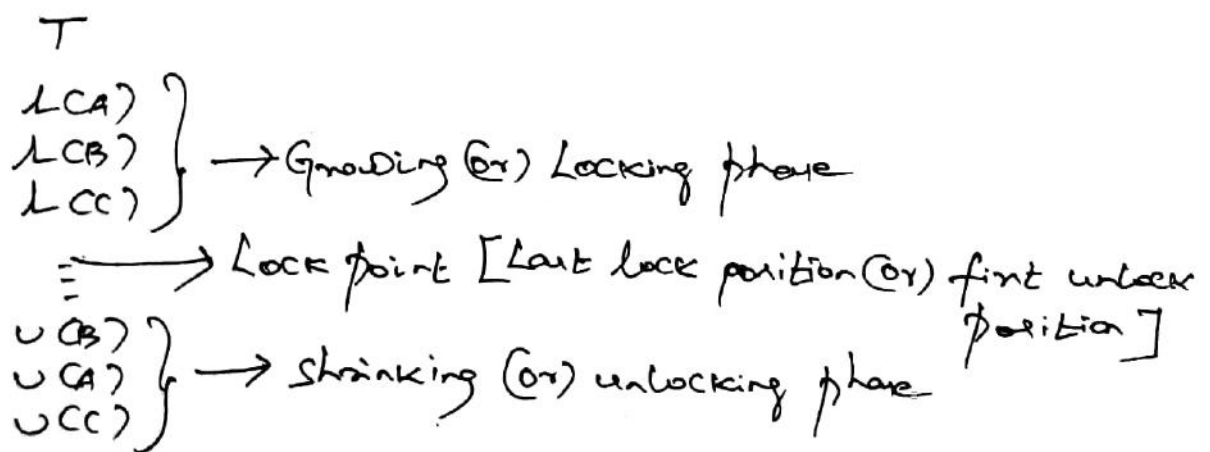 T
L(A)
L(B) → Growing (or) Locking phase
L(C)
→ Lock point [Last lock position (or) first unlock
position]
U(B)
U(A) → Shrinking (or) unlocking phase
U(C)